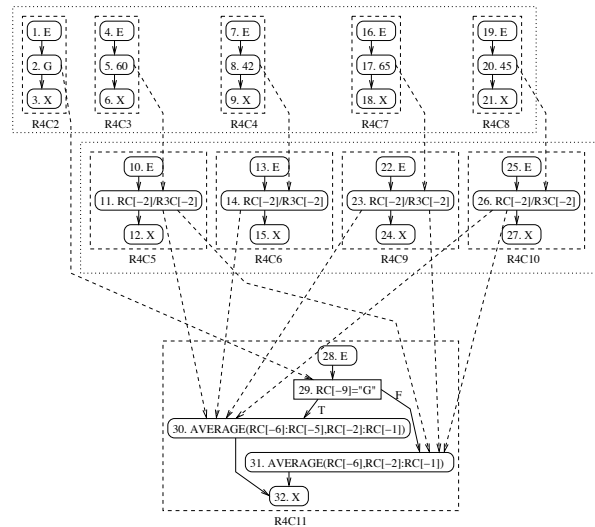 1. E
4. E
7. E
16. E
19. E
2. G
5. 60
8. 42
17. 65
20. 45
3. X
6. X
9. X
18. X
21. X
R4C2
R4C3
R4C4
R4C7
R4C8
10. E
13. E
22. E
25. E
11. RC[−2]/R3C[−2]
14. RC[−2]/R3C[−2]
23. RC[−2]/R3C[−2]
26. RC[−2]/R3C[−2]
12. X
15. X
24. X
27. X
R4C5
R4C6
R4C9
R4C10
28. E
29. RC[−9]="G"
F
T
30. AVERAGE(RC[−6]:RC[−5],RC[−2]:RC[−1])
31. AVERAGE(RC[−6],RC[−2]:RC[−1])
32. X
R4C11